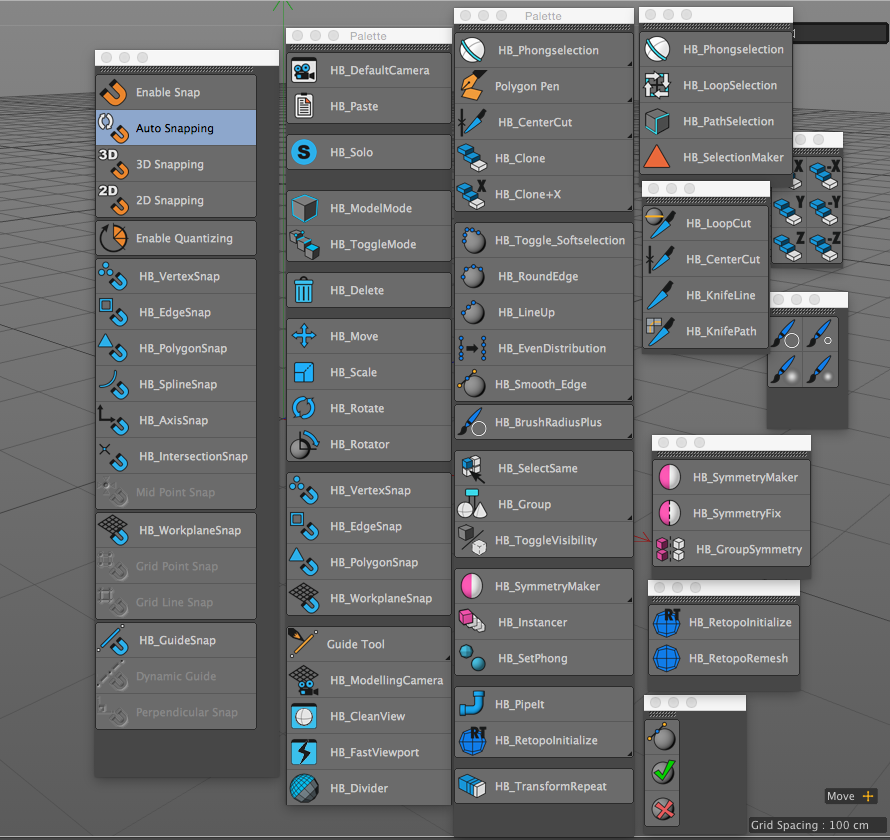 Enable Snap
Auto Snapping
3D
3D Snapping
2D
2D Snapping
Enable Quantizing
HB_VertexSnap
HB_EdgeSnap
HB_PolygonSnap
HB_SplineSnap
HB_AxisSnap
HB_IntersectionSnap
Mid Point Snap
HB_WorkplaneSnap
Grid Point Snap
Grid Line Snap
HB_GuideSnap
Dynamic Guide
Perpendicular Snap
Palette
HB_DefaultCamera
HB_Paste
S
HB_Solo
HB_ModelMode
HB_ToggleMode
HB_Delete
HB_Move
HB_Scale
HB_Rotate
HB_Rotator
HB_VertexSnap
HB_EdgeSnap
HB_PolygonSnap
HB_WorkplaneSnap
Guide Tool
HB_ModellingCamera
HB_CleanView
HB_FastViewport
HB_Divider
Palette
HB_Phongselection
Polygon Pen
HB_CenterCut
HB_Clone
X
HB_Clone+X
HB_Toggle_Softselection
HB_RoundEdge
HB_LineUp
HB_EvenDistribution
HB_Smooth_Edge
HB_BrushRadiusPlus
HB_SelectSame
HB_Group
HB_ToggleVisibility
HB_SymmetryMaker
HB_Instancer
HB_SetPhong
HB_PipeIt
RT
HB_RetopoInitialize
HB_TransformRepeat
HB_Phongselection
HB_LoopSelection
HB_PathSelection
HB_SelectionMaker
HB_LoopCut
HB_CenterCut
HB_KnifeLine
HB_KnifePath
X -X
Y -Y
Z -Z
HB_SymmetryMaker
HB_SymmetryFix
HB_GroupSymmetry
RT
HB_RetopoInitialize
HB_RetopoRemesh
Move
Grid Spacing : 100 cm